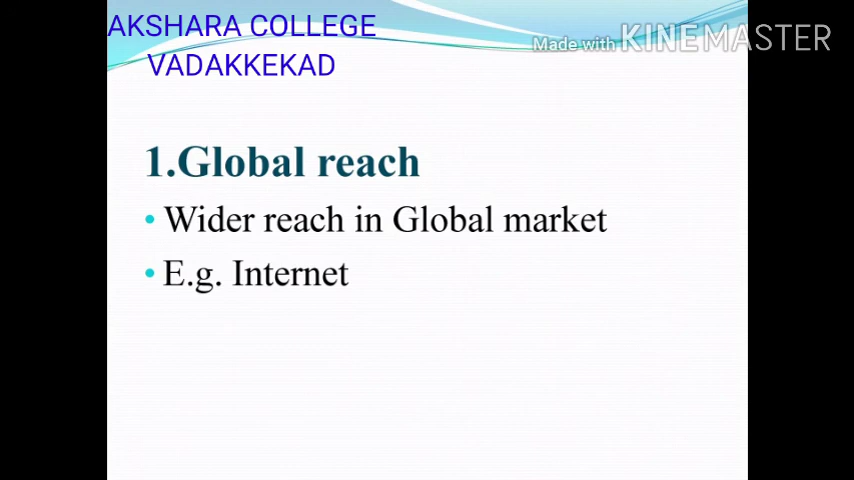 AKSHARA COLLEGE
VADAKKEKAD
Made with KINEMASTER
1.Global reach
• Wider reach in Global market
• E.g. Internet